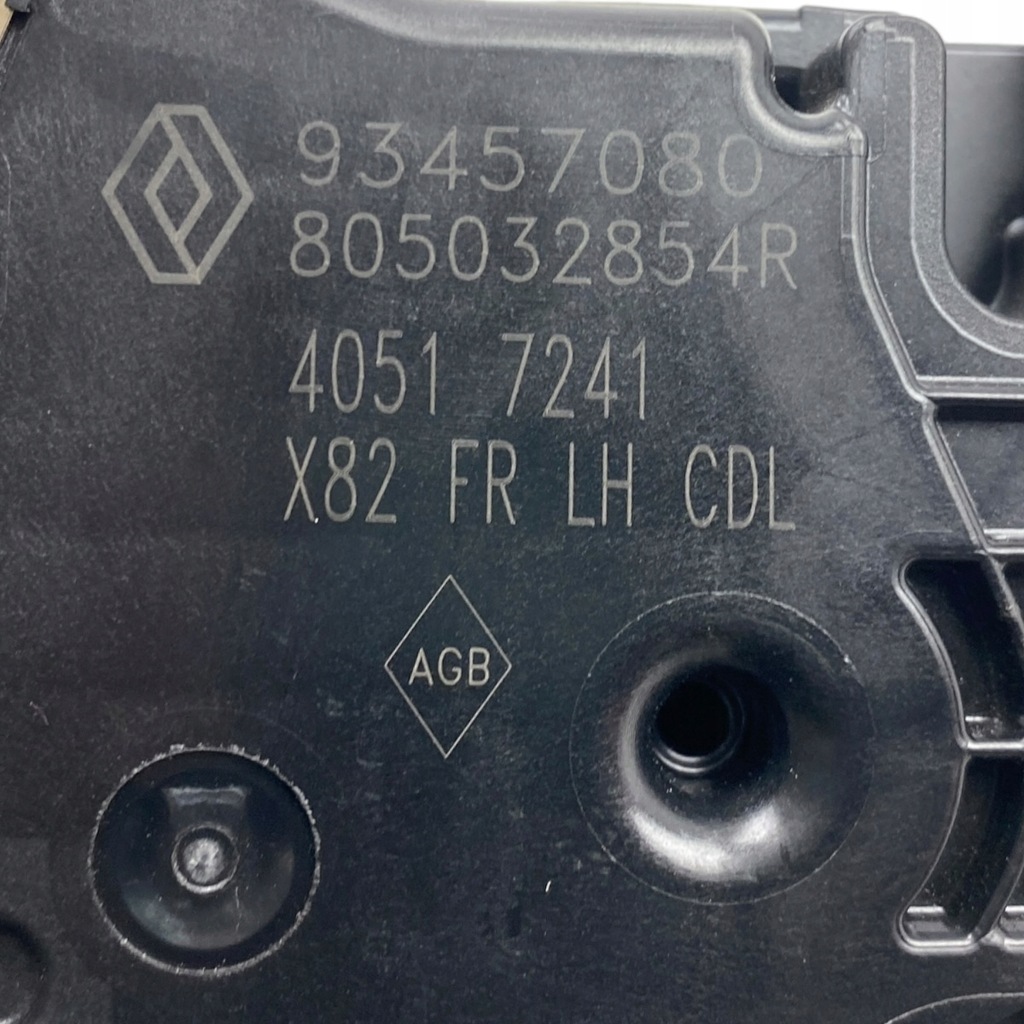 93457080
805032854R
4051 7241
X82 FR LH CDL
AGB